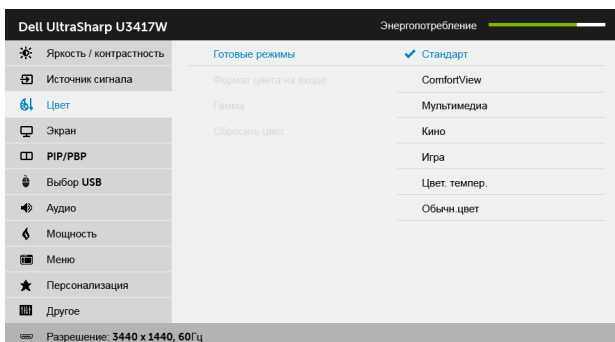 Dell UltraSharp U3417W Энергопотребление
Яркость / контрастность Готовые режимы Стандарт
Источник сигнала Формат цвета на входе ComfortView
Цвет Гамма Мультимедиа
Экран Сбросить цвет Кино
PIP/PBP Игра
Выбор USB Цвет. темпер.
Аудио Обычн.цвет
Мощность
Меню
Персонализация
Другое
Разрешение: 3440 x 1440, 60Гц